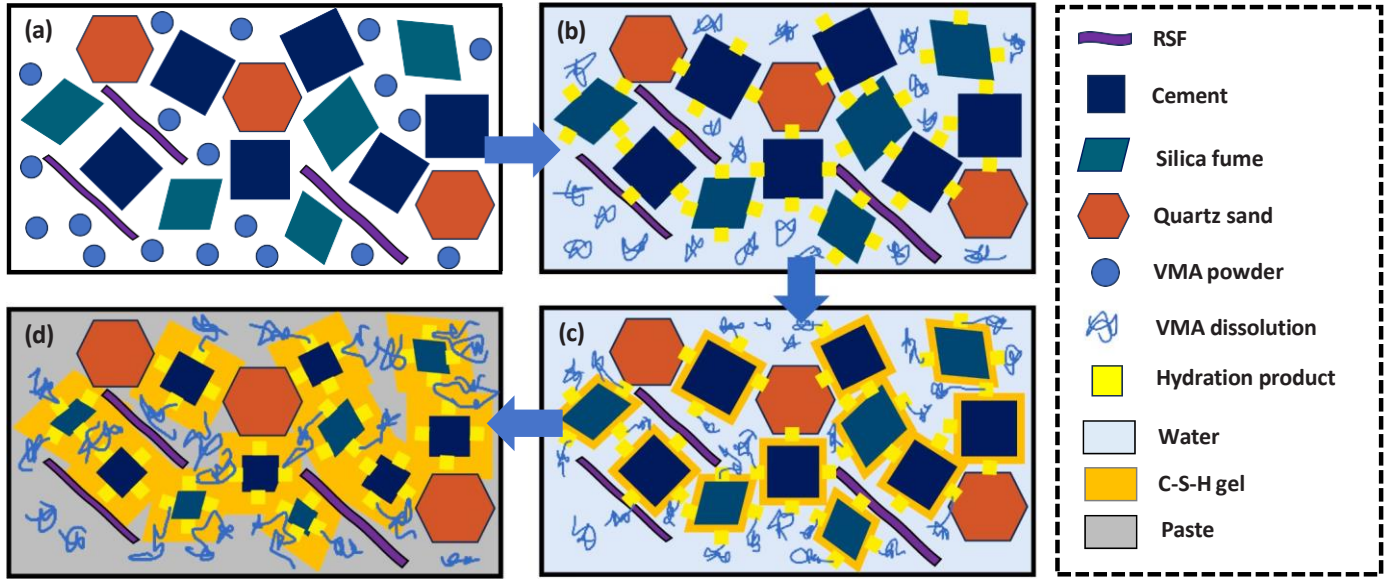 (a)
(b)
(d)
(c)
RSF
Cement
Silica fume
Quartz sand
VMA powder
VMA dissolution
Hydration product
Water
C-S-H gel
Paste